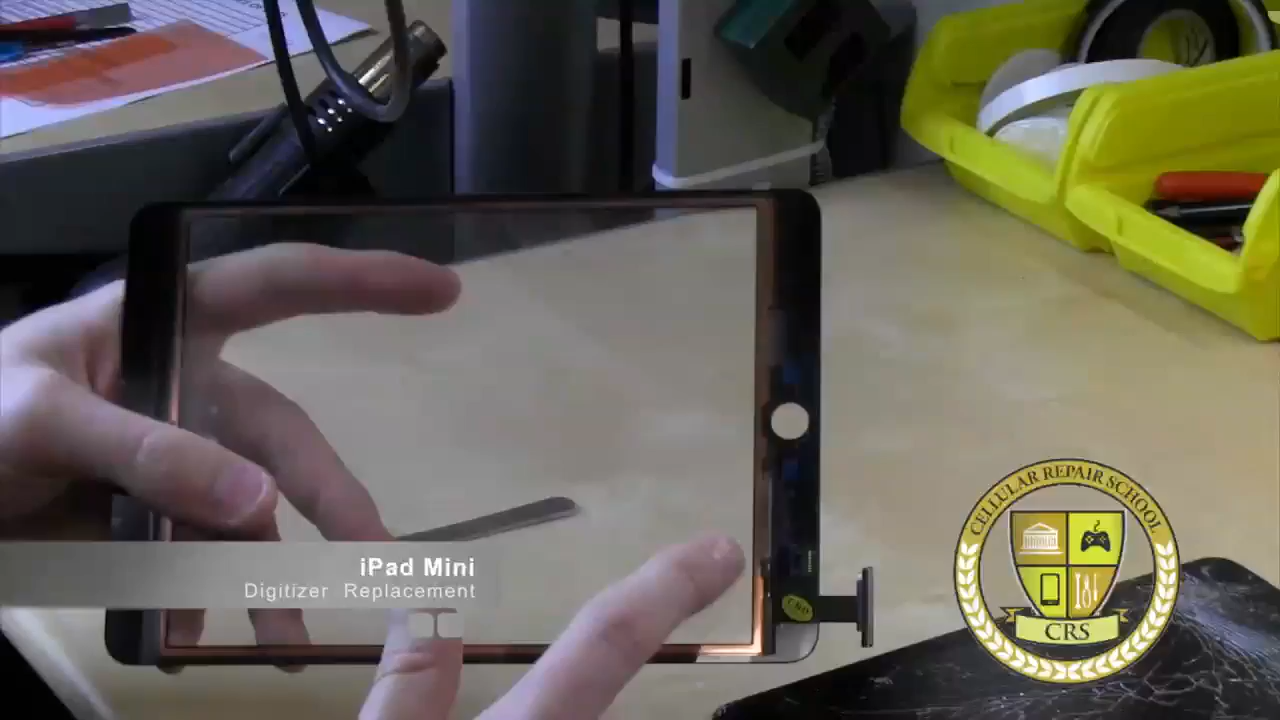 iPad Mini
Digitizer Replacement
CELLULAR REPAIR SCHOOL
CRS